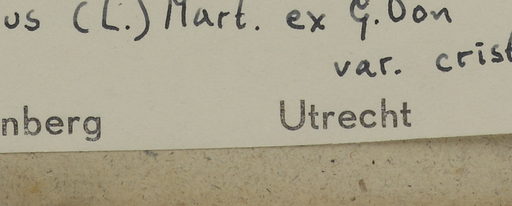 us (L.) Mart. ex G.Don
var. crist
nberg Utrecht